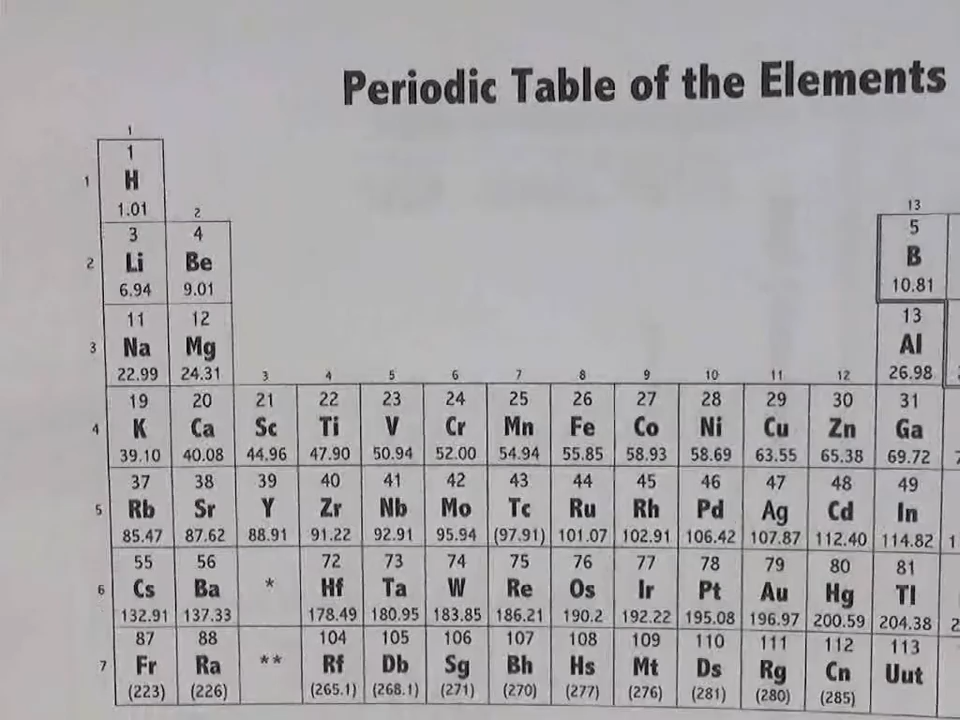 Periodic Table of the Elements
1
1
1 H
1.01 2 13
3 4 5
2 Li Be B
6.94 9.01 10.81
11 12 13
3 Na Mg Al
22.99 24.31 3 4 5 6 7 8 9 10 11 12 26.98
19 20 21 22 23 24 25 26 27 28 29 30 31
4 K Ca Sc Ti V Cr Mn Fe Co Ni Cu Zn Ga
39.10 40.08 44.96 47.90 50.94 52.00 54.94 55.85 58.93 58.69 63.55 65.38 69.72 7
37 38 39 40 41 42 43 44 45 46 47 48 49
5 Rb Sr Y Zr Nb Mo Tc Ru Rh Pd Ag Cd In
85.47 87.62 88.91 91.22 92.91 95.94 (97.91) 101.07 102.91 106.42 107.87 112.40 114.82 1
55 56 72 73 74 75 76 77 78 79 80 81
6 Cs Ba * Hf Ta W Re Os Ir Pt Au Hg Tl
132.91 137.33 178.49 180.95 183.85 186.21 190.2 192.22 195.08 196.97 200.59 204.38 2
87 88 104 105 106 107 108 109 110 111 112 113
7 Fr Ra ** Rf Db Sg Bh Hs Mt Ds Rg Cn Uut
(223) (226) (265.1) (268.1) (271) (270) (277) (276) (281) (280) (285)